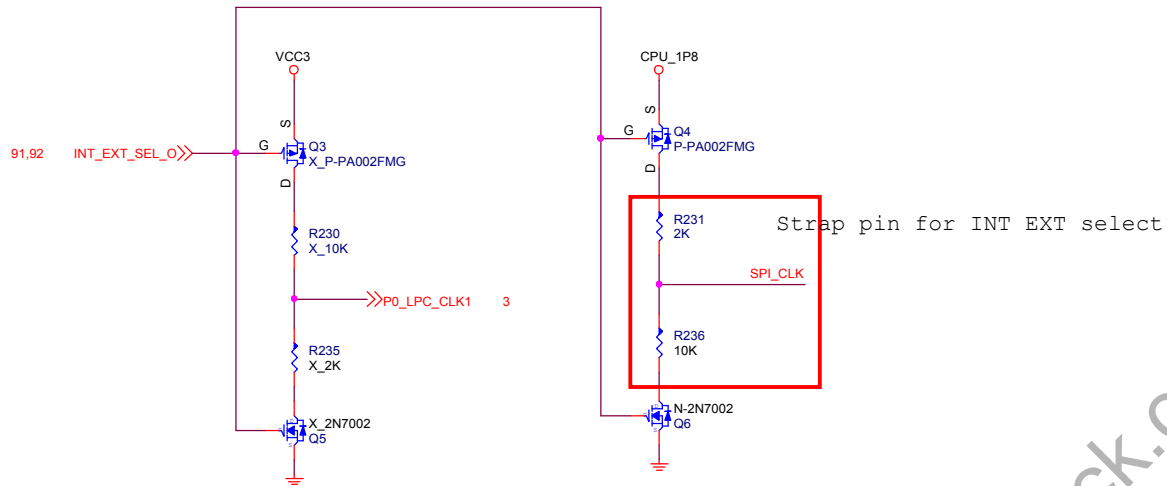 VCC3
CPU_1P8
S
S
G
Q3
X_P-PA002FMG
G
Q4
P-PA002FMG
91,92
INT_EXT_SEL_O
D
D
R230
X_10K
R231
2K
Strap pin for INT EXT select
SPI_CLK
P0_LPC_CLK1
3
R235
X_2K
R236
10K
X_2N7002
Q5
N-2N7002
Q6
ck.